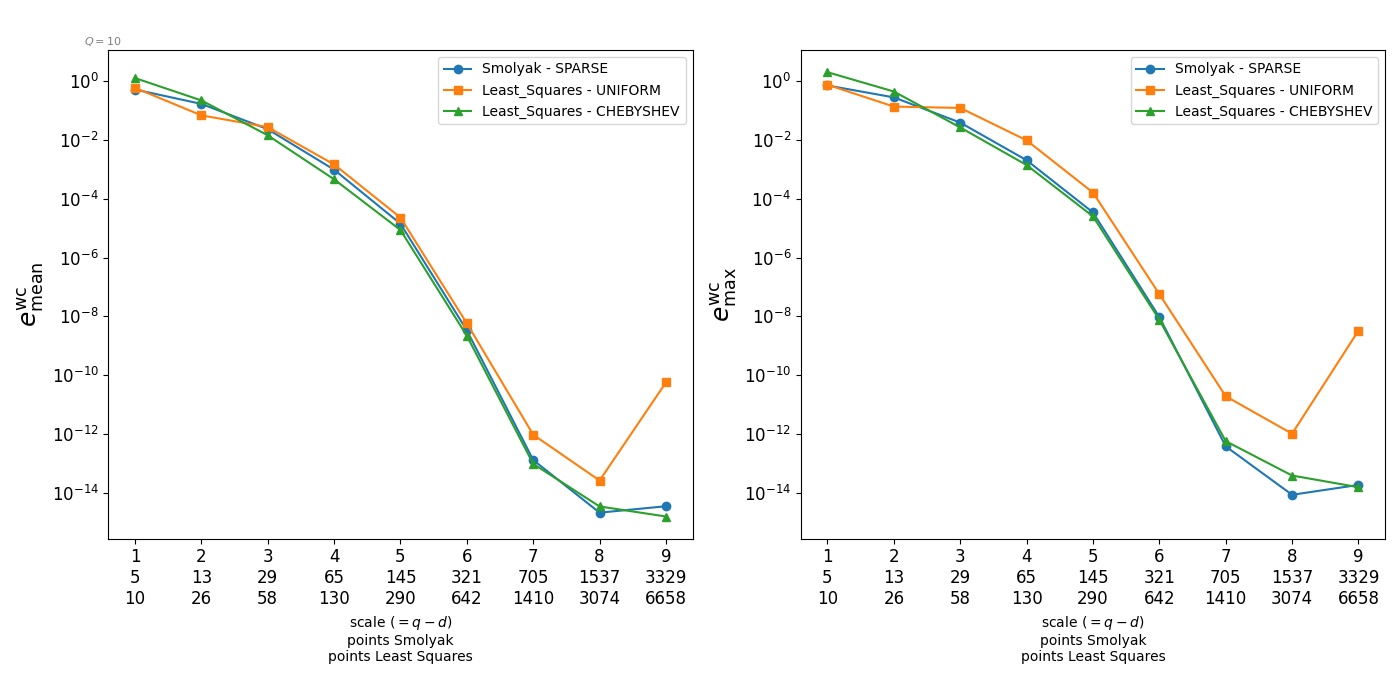 Q = 10
Smolyak - SPARSE
Least_Squares - UNIFORM
Least_Squares - CHEBYSHEV
10⁰
10⁻²
10⁻⁴
10⁻⁶
10⁻⁸
10⁻¹⁰
10⁻¹²
10⁻¹⁴
e^wc_mean
1 2 3 4 5 6 7 8 9
5 13 29 65 145 321 705 1537 3329
10 26 58 130 290 642 1410 3074 6658
scale (= q − d)
points Smolyak
points Least Squares
Smolyak - SPARSE
Least_Squares - UNIFORM
Least_Squares - CHEBYSHEV
10⁰
10⁻²
10⁻⁴
10⁻⁶
10⁻⁸
10⁻¹⁰
10⁻¹²
10⁻¹⁴
e^wc_max
1 2 3 4 5 6 7 8 9
5 13 29 65 145 321 705 1537 3329
10 26 58 130 290 642 1410 3074 6658
scale (= q − d)
points Smolyak
points Least Squares